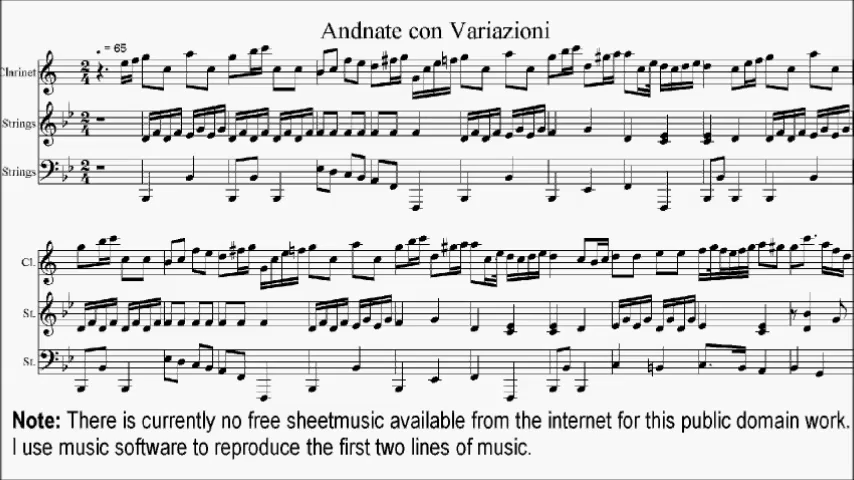 Andnate con Variazioni
= 65
Clarinet
Strings
Strings
Cl.
St.
St.
Note: There is currently no free sheetmusic available from the internet for this public domain work.
I use music software to reproduce the first two lines of music.